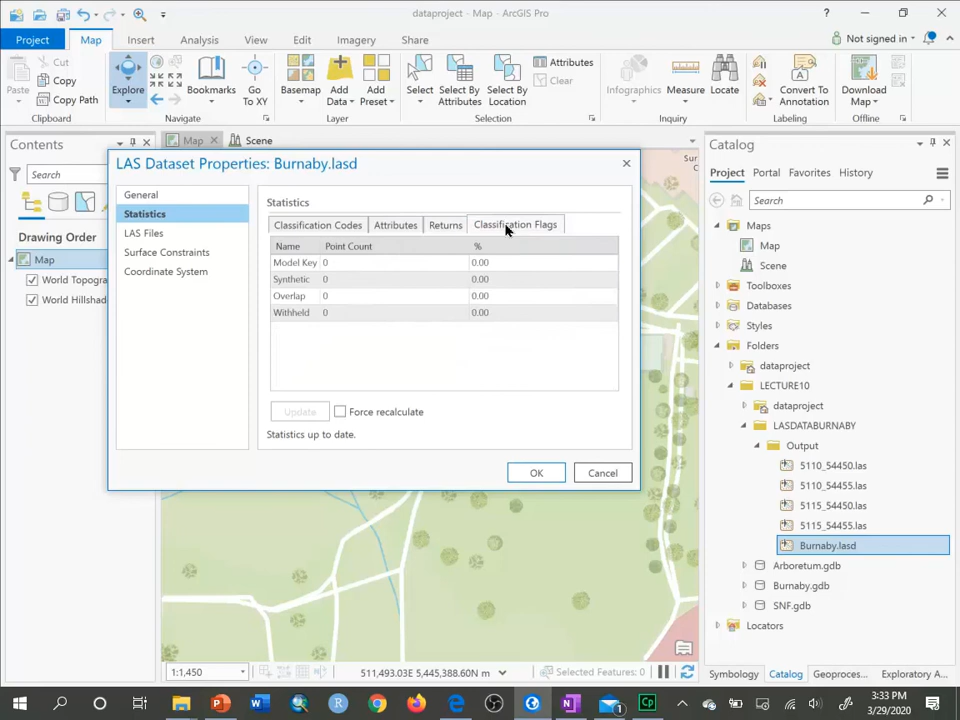 dataproject - Map - ArcGIS Pro
?
Project Map Insert Analysis View Edit Imagery Share
Not signed in
Paste
Cut
Copy
Copy Path
Clipboard
Explore
Bookmarks
Go To XY
Navigate
Basemap
Add Data
Add Preset
Layer
Select
Select By Attributes
Select By Location
Attributes
Clear
Selection
Infographics
Measure
Locate
Inquiry
Convert To Annotation
Labeling
Download Map
Offline
Contents
Search
Drawing Order
Map
World Topogra
World Hillshad
Map
Scene
Sur
C
LAS Dataset Properties: Burnaby.lasd
General
Statistics
LAS Files
Surface Constraints
Coordinate System
Statistics
Classification Codes Attributes Returns Classification Flags
Name Point Count %
Model Key 0 0.00
Synthetic 0 0.00
Overlap 0 0.00
Withheld 0 0.00
Update Force recalculate
Statistics up to date.
OK Cancel
Catalog
Project Portal Favorites History
Search
Maps
Map
Scene
Toolboxes
Databases
Styles
Folders
dataproject
LECTURE10
dataproject
LASDATABURNABY
Output
5110_54450.las
5110_54455.las
5115_54450.las
5115_54455.las
Burnaby.lasd
Arboretum.gdb
Burnaby.gdb
SNF.gdb
Locators
1:1,450
511,493.03E 5,445,388.60N m
Selected Features: 0
Symbology Catalog Geoproces... Exploratory A...
3:33 PM
3/29/2020